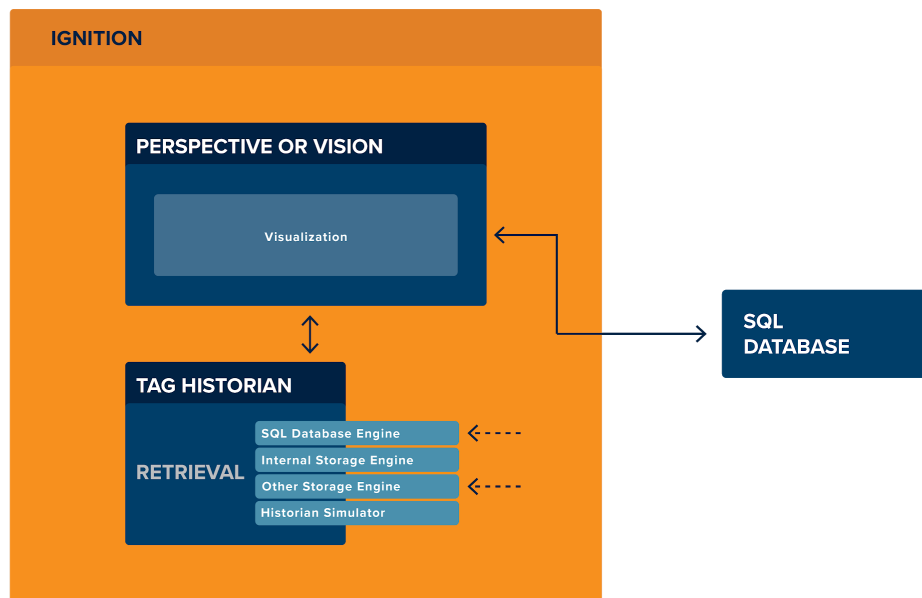 IGNITION
PERSPECTIVE OR VISION
Visualization
SQL
DATABASE
TAG HISTORIAN
RETRIEVAL
SQL Database Engine
Internal Storage Engine
Other Storage Engine
Historian Simulator